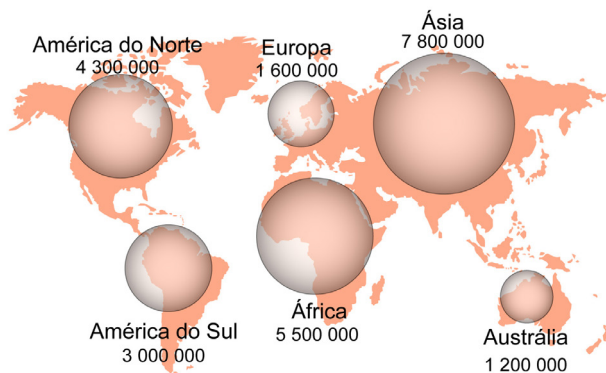 América do Norte
4 300 000
Europa
1 600 000
Ásia
7 800 000
América do Sul
3 000 000
África
5 500 000
Austrália
1 200 000